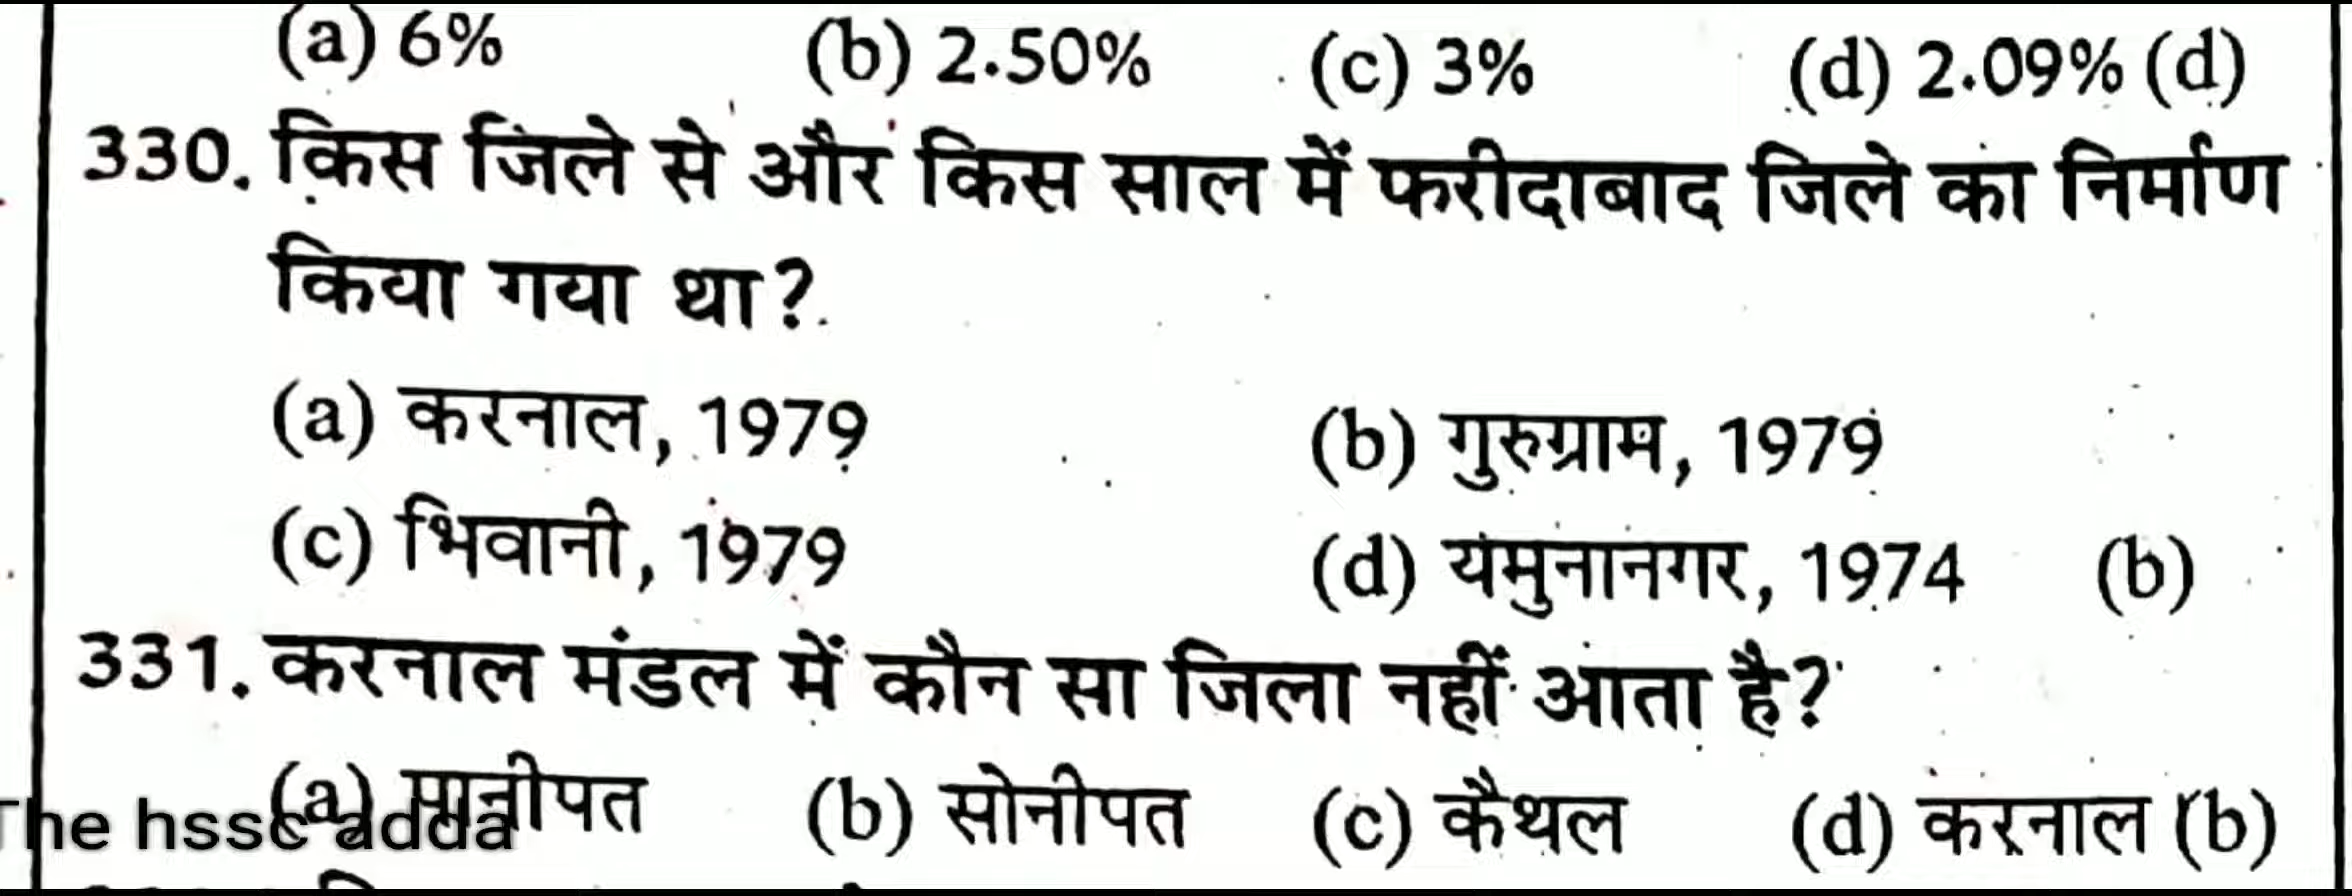 (a) 6% (b) 2.50% (c) 3% (d) 2.09% (d)
330. किस जिले से और किस साल में फरीदाबाद जिले का निर्माण
किया गया था?
(a) करनाल, 1979 (b) गुरुग्राम, 1979
(c) भिवानी, 1979 (d) यमुनानगर, 1974 (b)
331. करनाल मंडल में कौन सा जिला नहीं आता है?
(a) पानीपत (b) सोनीपत (c) कैथल (d) करनाल (b)
The hssc adda